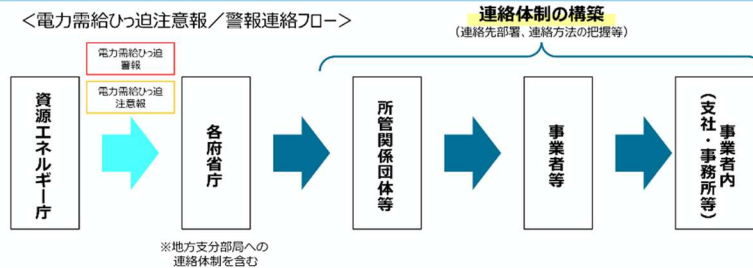 <電力需給ひっ迫注意報/警報連絡フロー>
連絡体制の構築
(連絡先部署、連絡方法の把握等)
電力需給ひっ迫
警報
電力需給ひっ迫
注意報
資源エネルギー庁
各府省庁
所管関係団体等
事業者等
事業者内
(支社・事務所等)
※地方支分部局への
連絡体制を含む